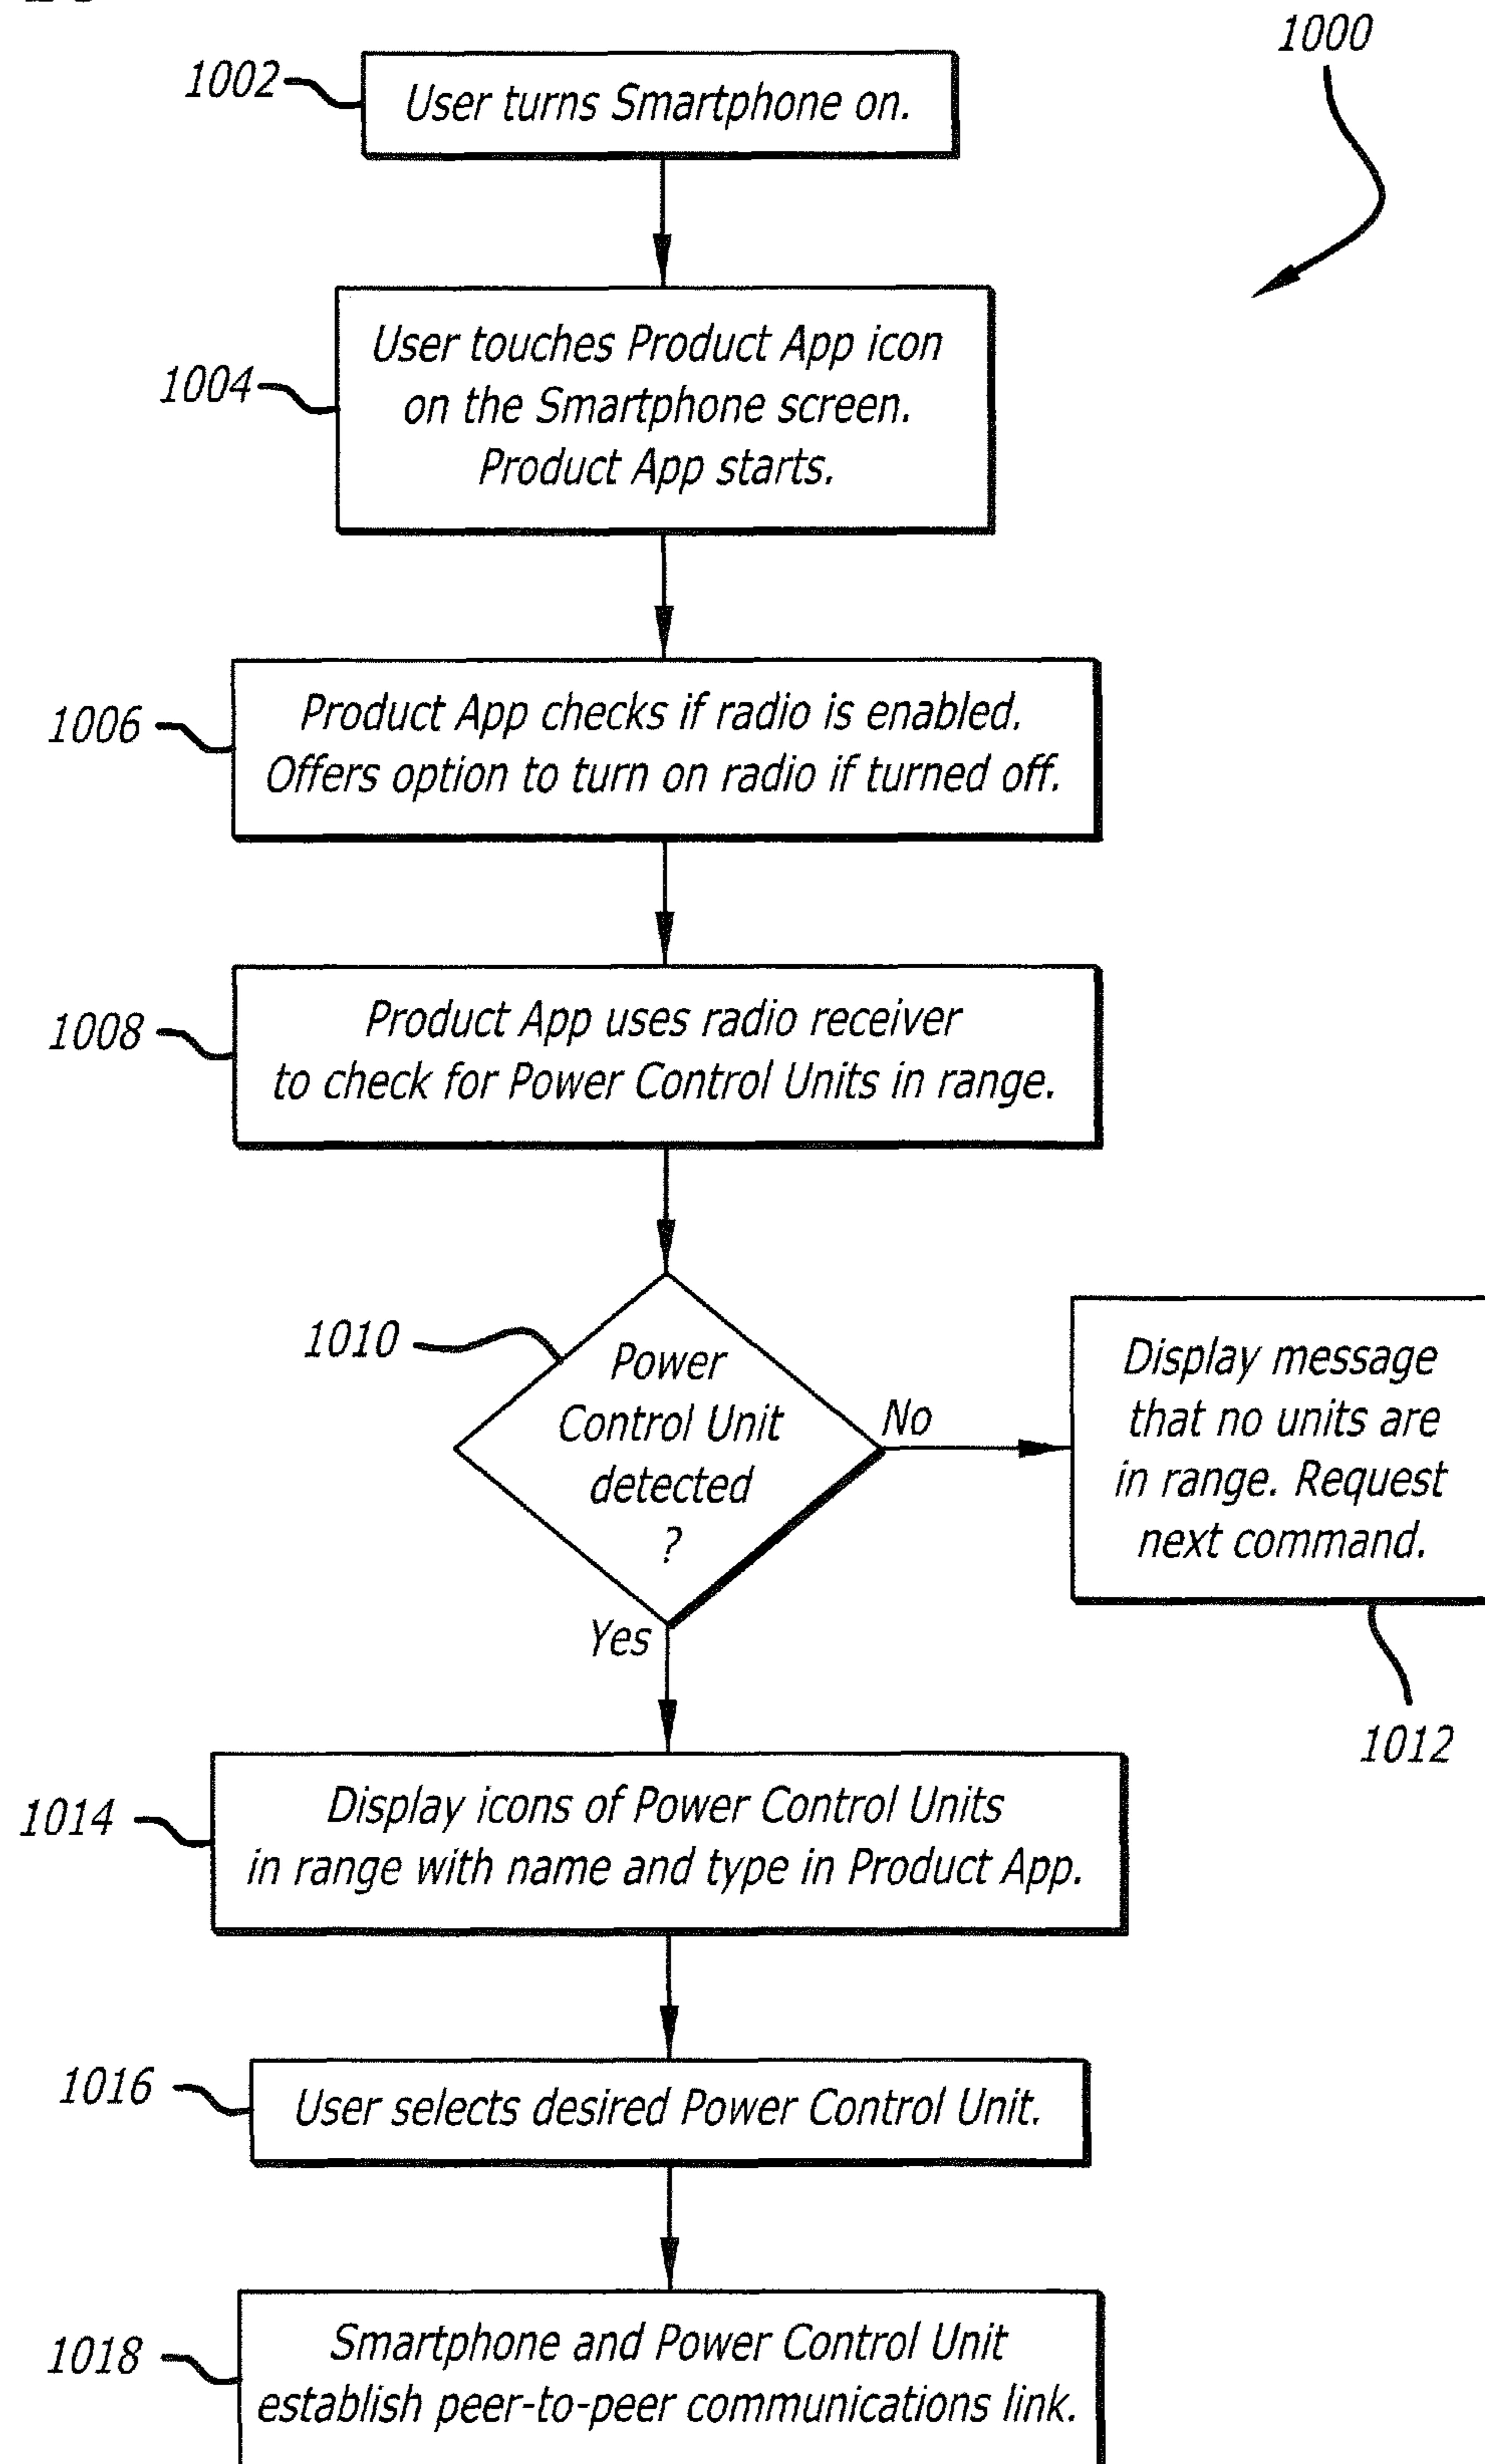 1000
1002
User turns Smartphone on.
1004
User touches Product App icon
on the Smartphone screen.
Product App starts.
1006
Product App checks if radio is enabled.
Offers option to turn on radio if turned off.
1008
Product App uses radio receiver
to check for Power Control Units in range.
1010
Power
Control Unit
detected
?
No
Yes
Display message
that no units are
in range. Request
next command.
1012
1014
Display icons of Power Control Units
in range with name and type in Product App.
1016
User selects desired Power Control Unit.
1018
Smartphone and Power Control Unit
establish peer-to-peer communications link.